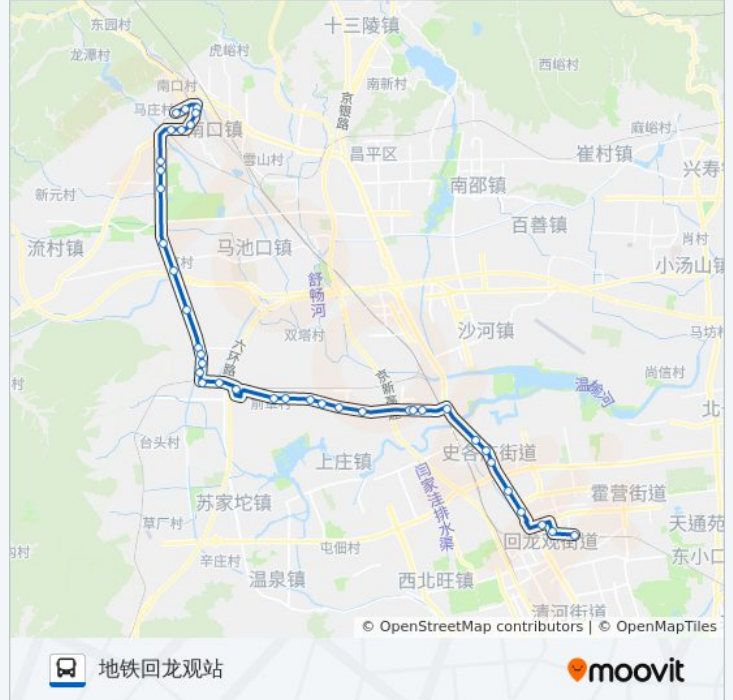 东园村
十三陵镇
龙潭村
虎峪村
西峪村
南口村
南新村
京银路
马庄村
南口镇
麻峪村
雪山村
昌平区
崔村镇
兴寿
新元村
南邵镇
百善镇
流村镇
马池口镇
肖村
村
小汤山镇
舒畅河
双塔村
沙河镇
马坊村
六环路
尚信村
京新高速
温榆河
村
前章村
北
台头村
上庄镇
史各庄街道
闫家洼排水渠
霍营街道
苏家坨镇
草厂村
天通苑
回龙观街道
屯佃村
东小口
辛庄村
温泉镇
西北旺镇
清河街道
© OpenStreetMap contributors | © OpenMapTiles
地铁回龙观站
moovit